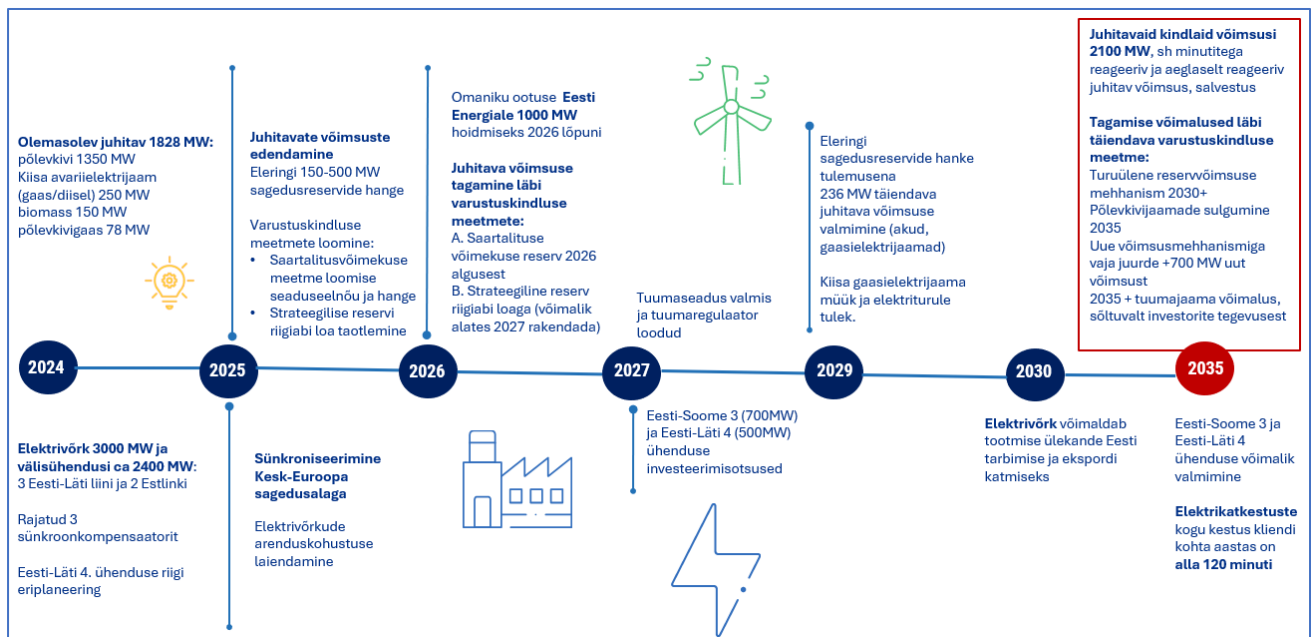 Olemasolev juhitav 1828 MW:
põlevkivi 1350 MW
Kiisa avariielektrijaam
(gaas/diisel) 250 MW
biomass 150 MW
põlevkivigaas 78 MW
Juhitavate võimsuste
edendamine
Eleringi 150-500 MW
sagedusreservide hange
Varustuskindluse
meetmete loomine:
• Saartalitusvõimekuse
meetme loomise
seaduseelnõu ja hange
• Strateegilise reservi
riigiabi loa taotlemine
Omaniku ootuse Eesti
Energiale 1000 MW
hoidmiseks 2026 lõpuni
Juhitava võimsuse
tagamine läbi
varustuskindluse
meetmete:
A. Saartalituse
võimekuse reserv 2026
algusest
B. Strateegiline reserv
riigiabi loaga (võimalik
alates 2027 rakendada)
Tuumaseadus valmis
ja tuumaregulaator
loodud
Eleringi
sagedusreservide hanke
tulemusena
236 MW täiendava
juhitava võimsuse
valmimine (akud,
gaasielektrijaamad)
Kiisa gaasielektrijaama
müük ja elektriturule
tulek.
Juhitavaid kindlaid võimsusi
2100 MW, sh minutitega
reageeriv ja aeglaselt reageeriv
juhitav võimsus, salvestus
Tagamise võimalused läbi
täiendava varustuskindluse
meetme:
Turuülene reservvõimsuse
mehhanism 2030+
Põlevkivijaamade sulgumine
2035
Uue võimsusmehhanismiga
vaja juurde +700 MW uut
võimsust
2035 + tuumajaama võimalus,
sõltuvalt investorite tegevusest
2024
2025
2026
2027
2029
2030
2035
Elektrivõrk 3000 MW ja
välisühendusi ca 2400 MW:
3 Eesti-Läti liini ja 2 Estlinki
Rajatud 3
sünkroonkompensaatorit
Eesti-Läti 4. ühenduse riigi
eriplaneering
Sünkroniseerimine
Kesk-Euroopa
sagedusalaga
Elektrivõrkude
arenduskohustuse
laiendamine
Eesti-Soome 3 (700MW)
ja Eesti-Läti 4 (500MW)
ühenduse
investeerimisotsused
Elektrivõrk võimaldab
tootmise ülekande Eesti
tarbimise ja ekspordi
katmiseks
Eesti-Soome 3 ja
Eesti-Läti 4
ühenduse võimalik
valmimine
Elektrikatkestuste
kogu kestus kliendi
kohta aastas on
alla 120 minuti